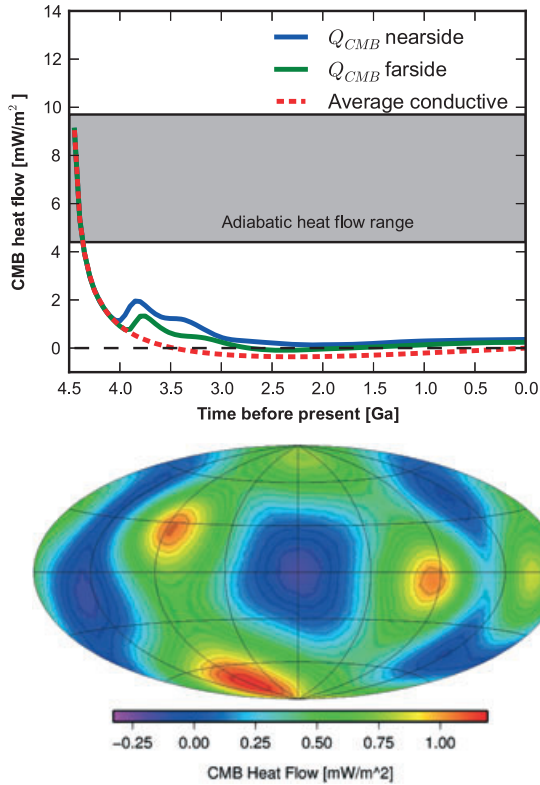 14
12
10
8
6
4
2
0
CMB heat flow [mW/m²]
Q_CMB nearside
Q_CMB farside
Average conductive
Adiabatic heat flow range
4.5 4.0 3.5 3.0 2.5 2.0 1.5 1.0 0.5 0.0
Time before present [Ga]
−0.25 0.00 0.25 0.50 0.75 1.00
CMB Heat Flow [mW/m^2]